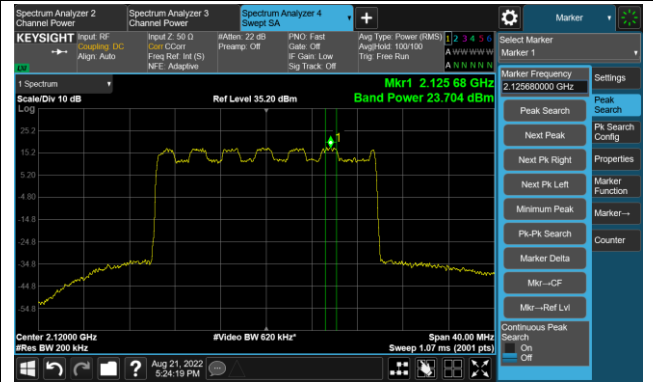 Spectrum Analyzer 2
Channel Power
Spectrum Analyzer 3
Channel Power
Spectrum Analyzer 4
Swept SA
+
Marker
KEYSIGHT
Input: RF
Coupling: DC
Align: Auto
Input Z: 50 Ω
Corr CCorr
Freq Ref: Int (S)
NFE: Adaptive
#Atten: 22 dB
Preamp: Off
PNO: Fast
Gate: Off
IF Gain: Low
Sig Track: Off
Avg Type: Power (RMS)
Avg|Hold: 100/100
Trig: Free Run
1 2 3 4 5 6
A W W W W W
A N N N N N
Select Marker
Marker 1
1 Spectrum
Mkr1 2.125 68 GHz
Scale/Div 10 dB
Ref Level 35.20 dBm
Band Power 23.704 dBm
Log
25.2
15.2
5.20
-4.80
-14.8
-24.8
-34.8
-44.8
-54.8
1
Center 2.12000 GHz
#Video BW 620 kHz*
Span 40.00 MHz
#Res BW 200 kHz
Sweep 1.07 ms (2001 pts)
Marker Frequency
2.125680000 GHz
Peak Search
Next Peak
Next Pk Right
Next Pk Left
Minimum Peak
Pk-Pk Search
Marker Delta
Mkr→CF
Mkr→Ref Lvl
Continuous Peak
Search
On
Off
Settings
Peak
Search
Pk Search
Config
Properties
Marker
Function
Marker→
Counter
?
Aug 21, 2022
5:24:19 PM